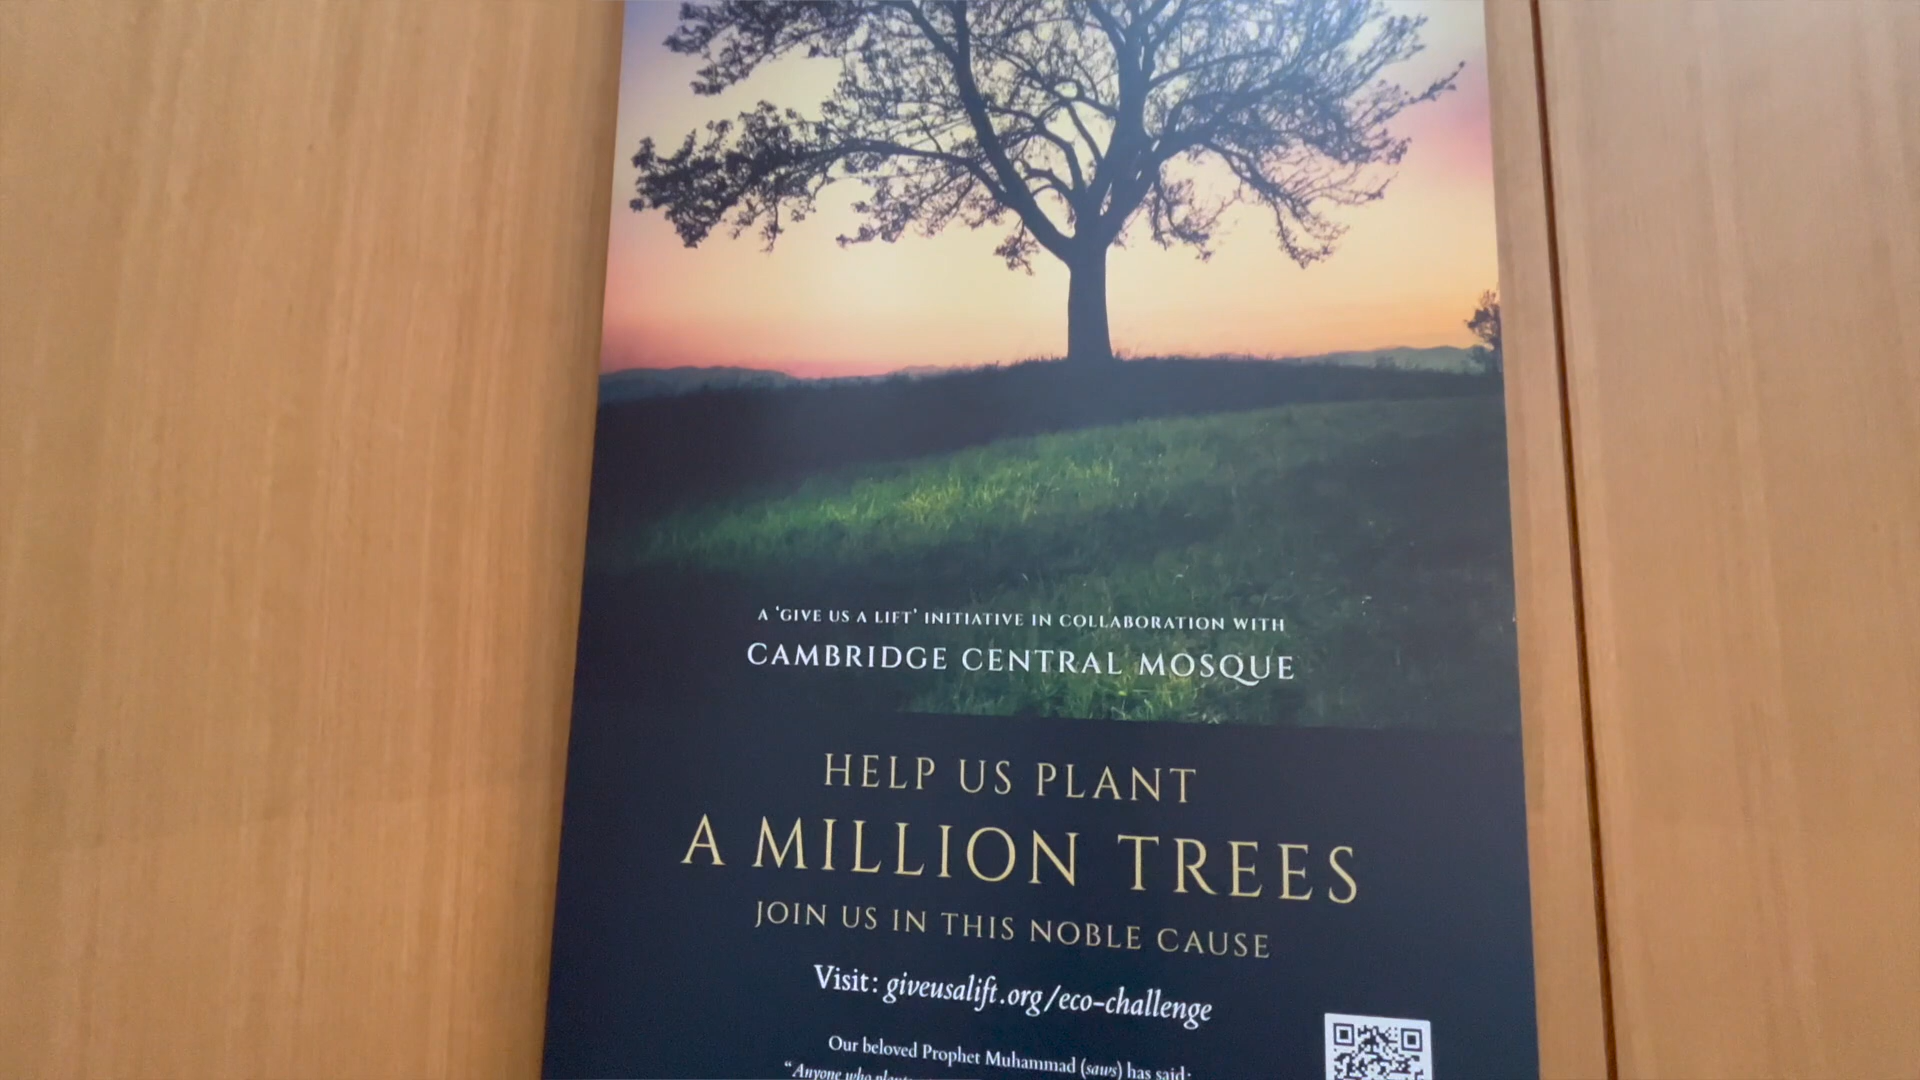 A ‘GIVE US A LIFT’ INITIATIVE IN COLLABORATION WITH
CAMBRIDGE CENTRAL MOSQUE
HELP US PLANT
A MILLION TREES
JOIN US IN THIS NOBLE CAUSE
Visit: giveusalift.org/eco-challenge
Our beloved Prophet Muhammad (saws) has said:
“Anyone who